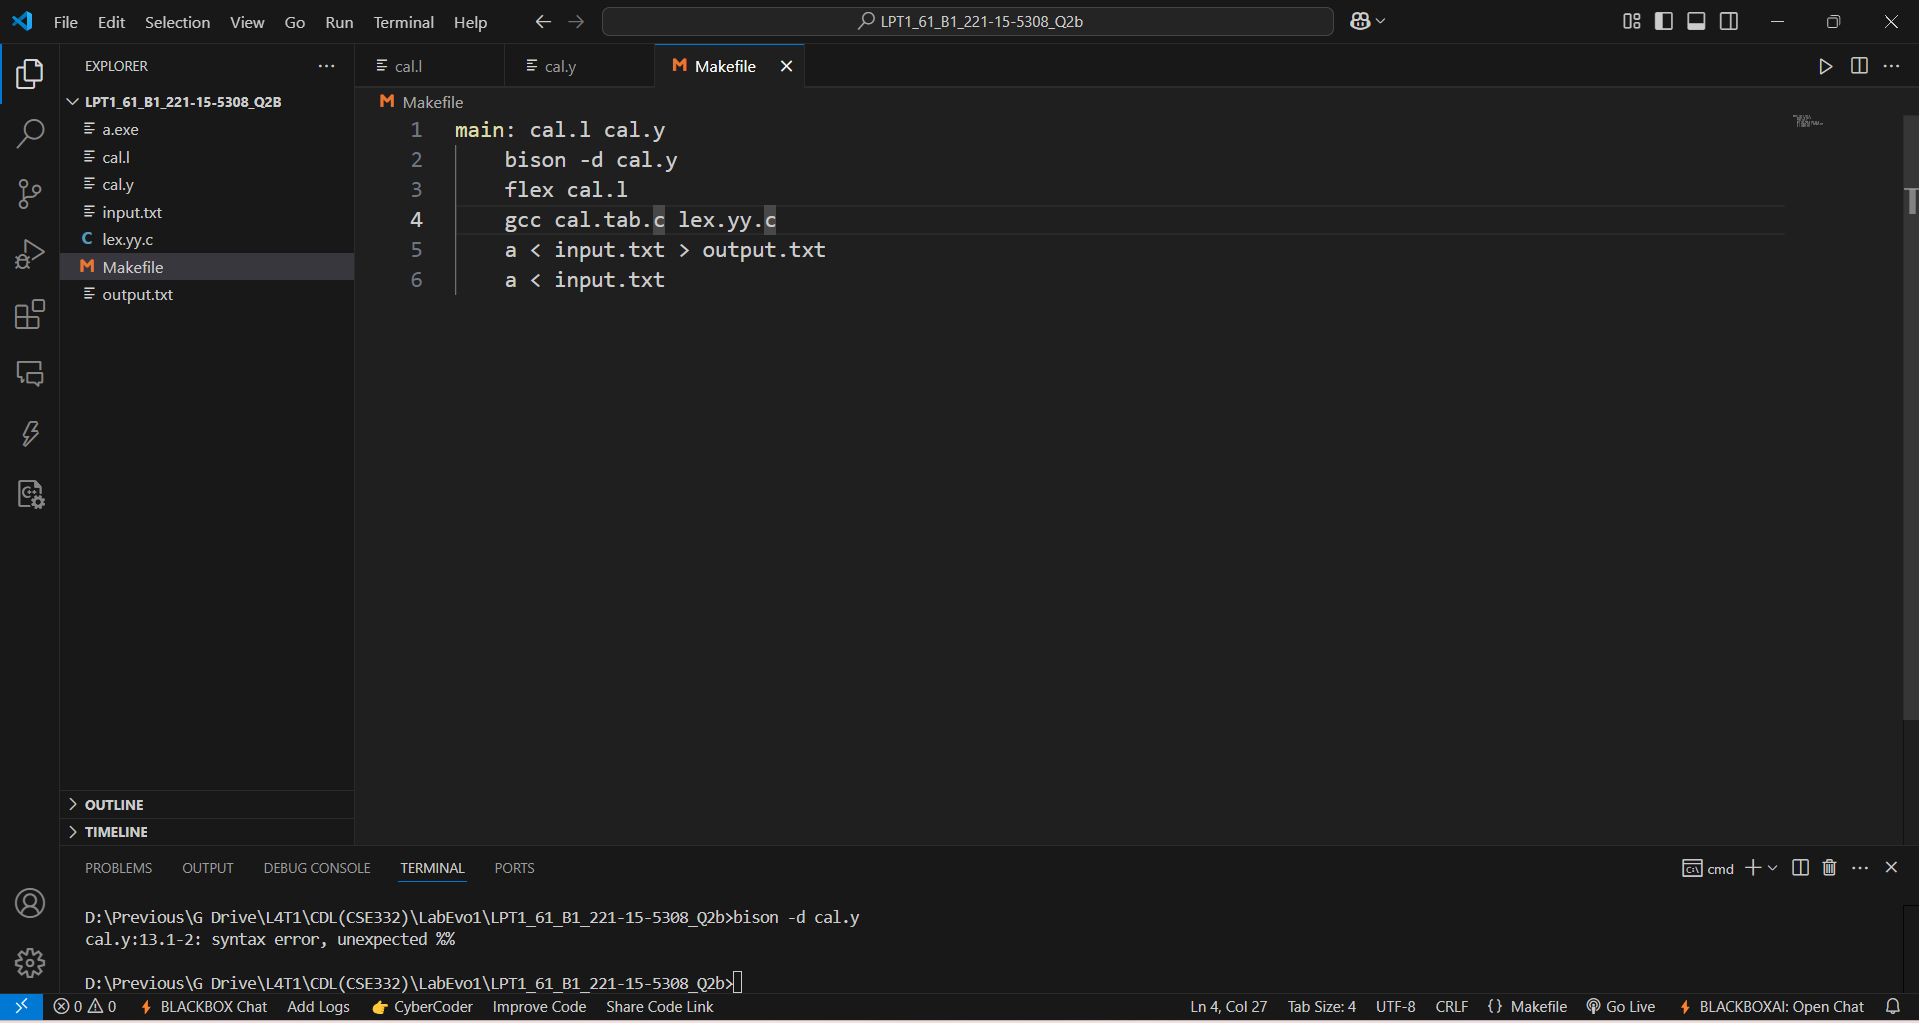 File Edit Selection View Go Run Terminal Help
LPT1_61_B1_221-15-5308_Q2b
EXPLORER
LPT1_61_B1_221-15-5308_Q2B
a.exe
cal.l
cal.y
input.txt
C lex.yy.c
M Makefile
output.txt
OUTLINE
TIMELINE
cal.l
cal.y
M Makefile
M Makefile
1 main: cal.l cal.y
2 bison -d cal.y
3 flex cal.l
4 gcc cal.tab.c lex.yy.c
5 a < input.txt > output.txt
6 a < input.txt
PROBLEMS OUTPUT DEBUG CONSOLE TERMINAL PORTS
cmd
D:\Previous\G Drive\L4T1\CDL(CSE332)\LabEvo1\LPT1_61_B1_221-15-5308_Q2b>bison -d cal.y
cal.y:13.1-2: syntax error, unexpected %%
D:\Previous\G Drive\L4T1\CDL(CSE332)\LabEvo1\LPT1_61_B1_221-15-5308_Q2b>
0 0 BLACKBOX Chat Add Logs CyberCoder Improve Code Share Code Link Ln 4, Col 27 Tab Size: 4 UTF-8 CRLF {} Makefile Go Live BLACKBOXAI: Open Chat